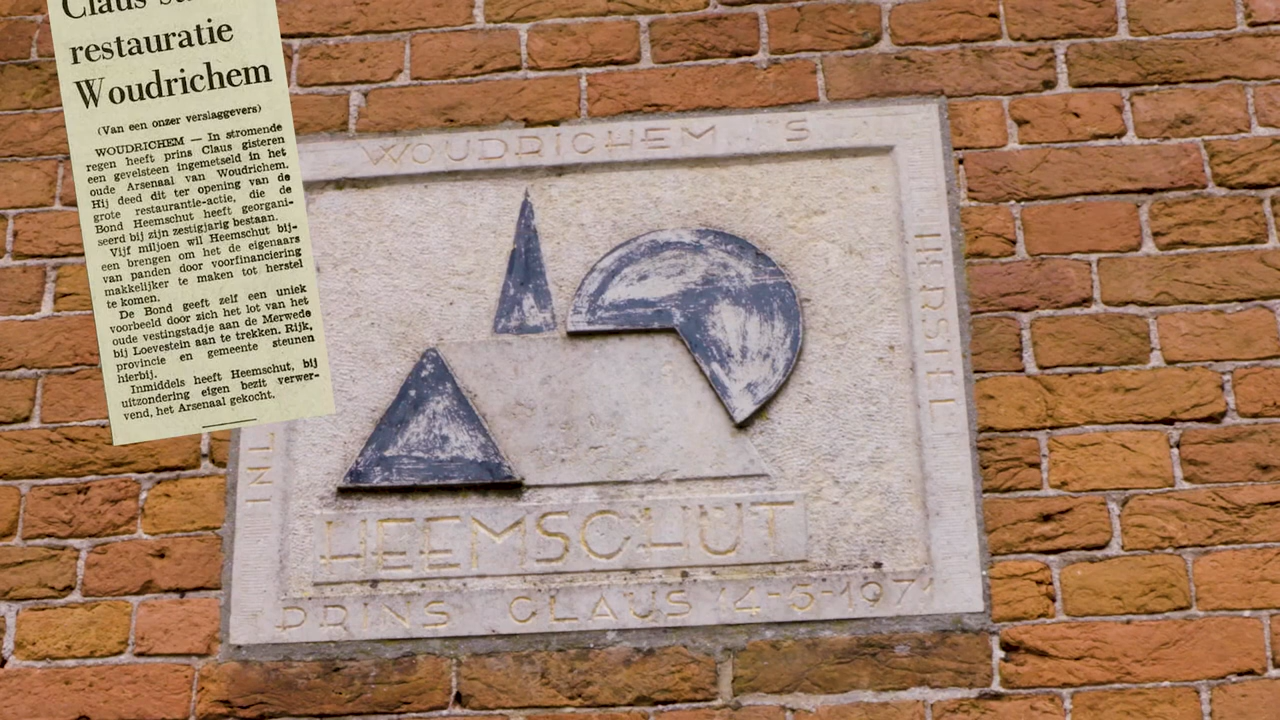 Claus
restauratie
Woudrichem
(Van een onzer verslaggevers)
WOUDRICHEM — In stromende
regen heeft prins Claus gisteren
een gevelsteen ingemetseld in het
oude Arsenaal van Woudrichem.
Hij deed dit ter opening van de
grote restaurantie-actie, die de
Bond Heemschut heeft georgani-
seerd bij zijn zestigjarig bestaan.
Vijf miljoen wil Heemschut bij-
een brengen om het de eigenaars
van panden door voorfinanciering
makkelijker te maken tot herstel
te komen.
De Bond geeft zelf een uniek
voorbeeld door zich het lot van het
oude vestingstadje aan de Merwede
bij Loevestein aan te trekken. Rijk,
provincie en gemeente steunen
hierbij.
Inmiddels heeft Heemschut, bij
uitzondering eigen bezit verwer-
vend, het Arsenaal gekocht.
WOUDRICHEM 'S
HERSTEL
INL
HEEMSCHUT
PRINS CLAUS 14-5-1971